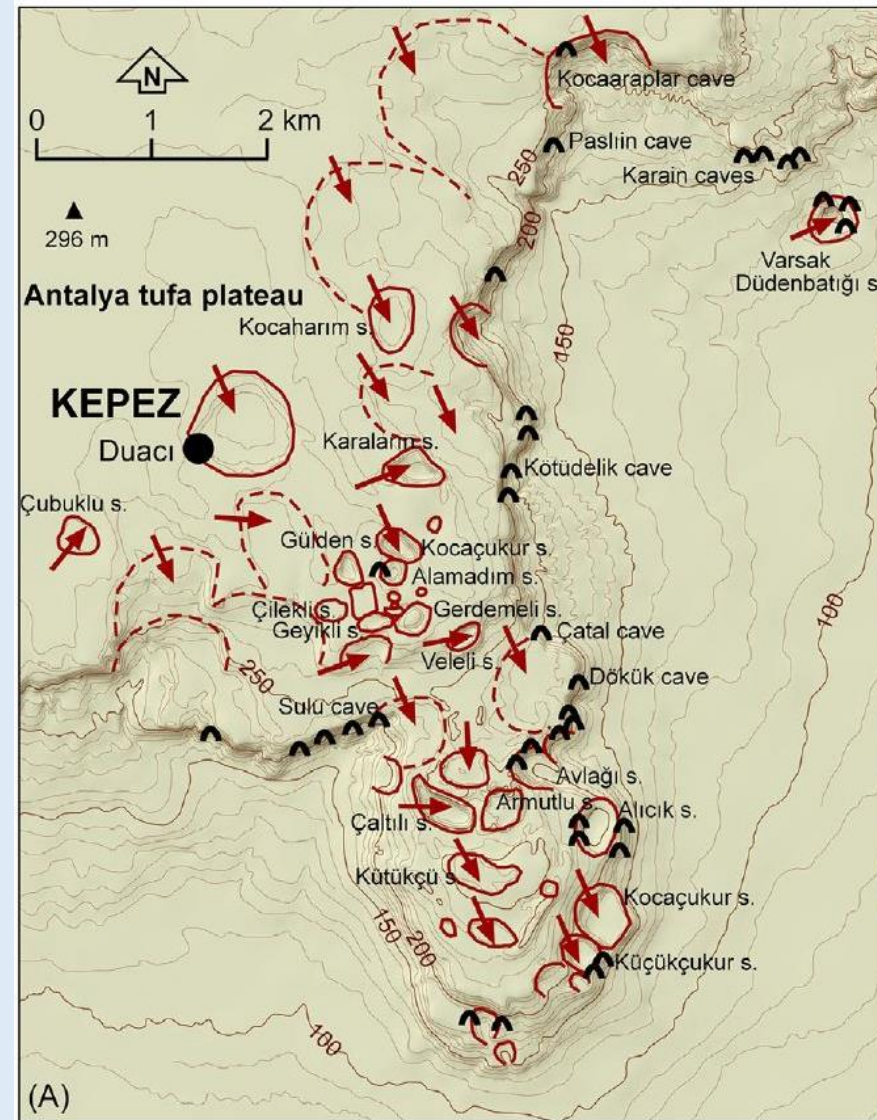 Kocaaraplar cave
N
0 1 2 km
Paslıin cave
250
Karain caves
200
296 m
Varsak
Düdenbatığı s
Antalya tufa plateau
Kocaharım s.
150
KEPEZ
Duacı
Karaların s.
Kötüdelik cave
Çubuklu s.
Gülden s.
Kocaçukur s.
Alamadım s.
Çilekli s.
Gerdemeli s.
Geyikli s.
Çatal cave
100
Veleli s.
250
Dökük cave
Sulu cave
Avlağı s.
Armutlu s.
Alıcık s.
Çaltılı s.
Kütükçü s
Kocaçukur s.
150
200
Küçükçukur s.
100
(A)